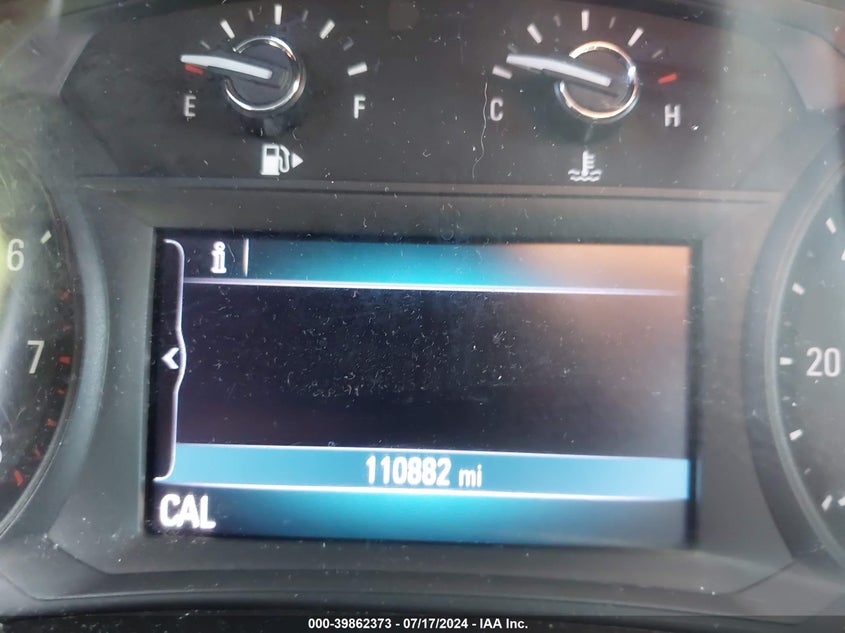 E F
C H
6
7
20
i
110882 mi
CAL
000-39862373 - 07/17/2024 - IAA Inc.